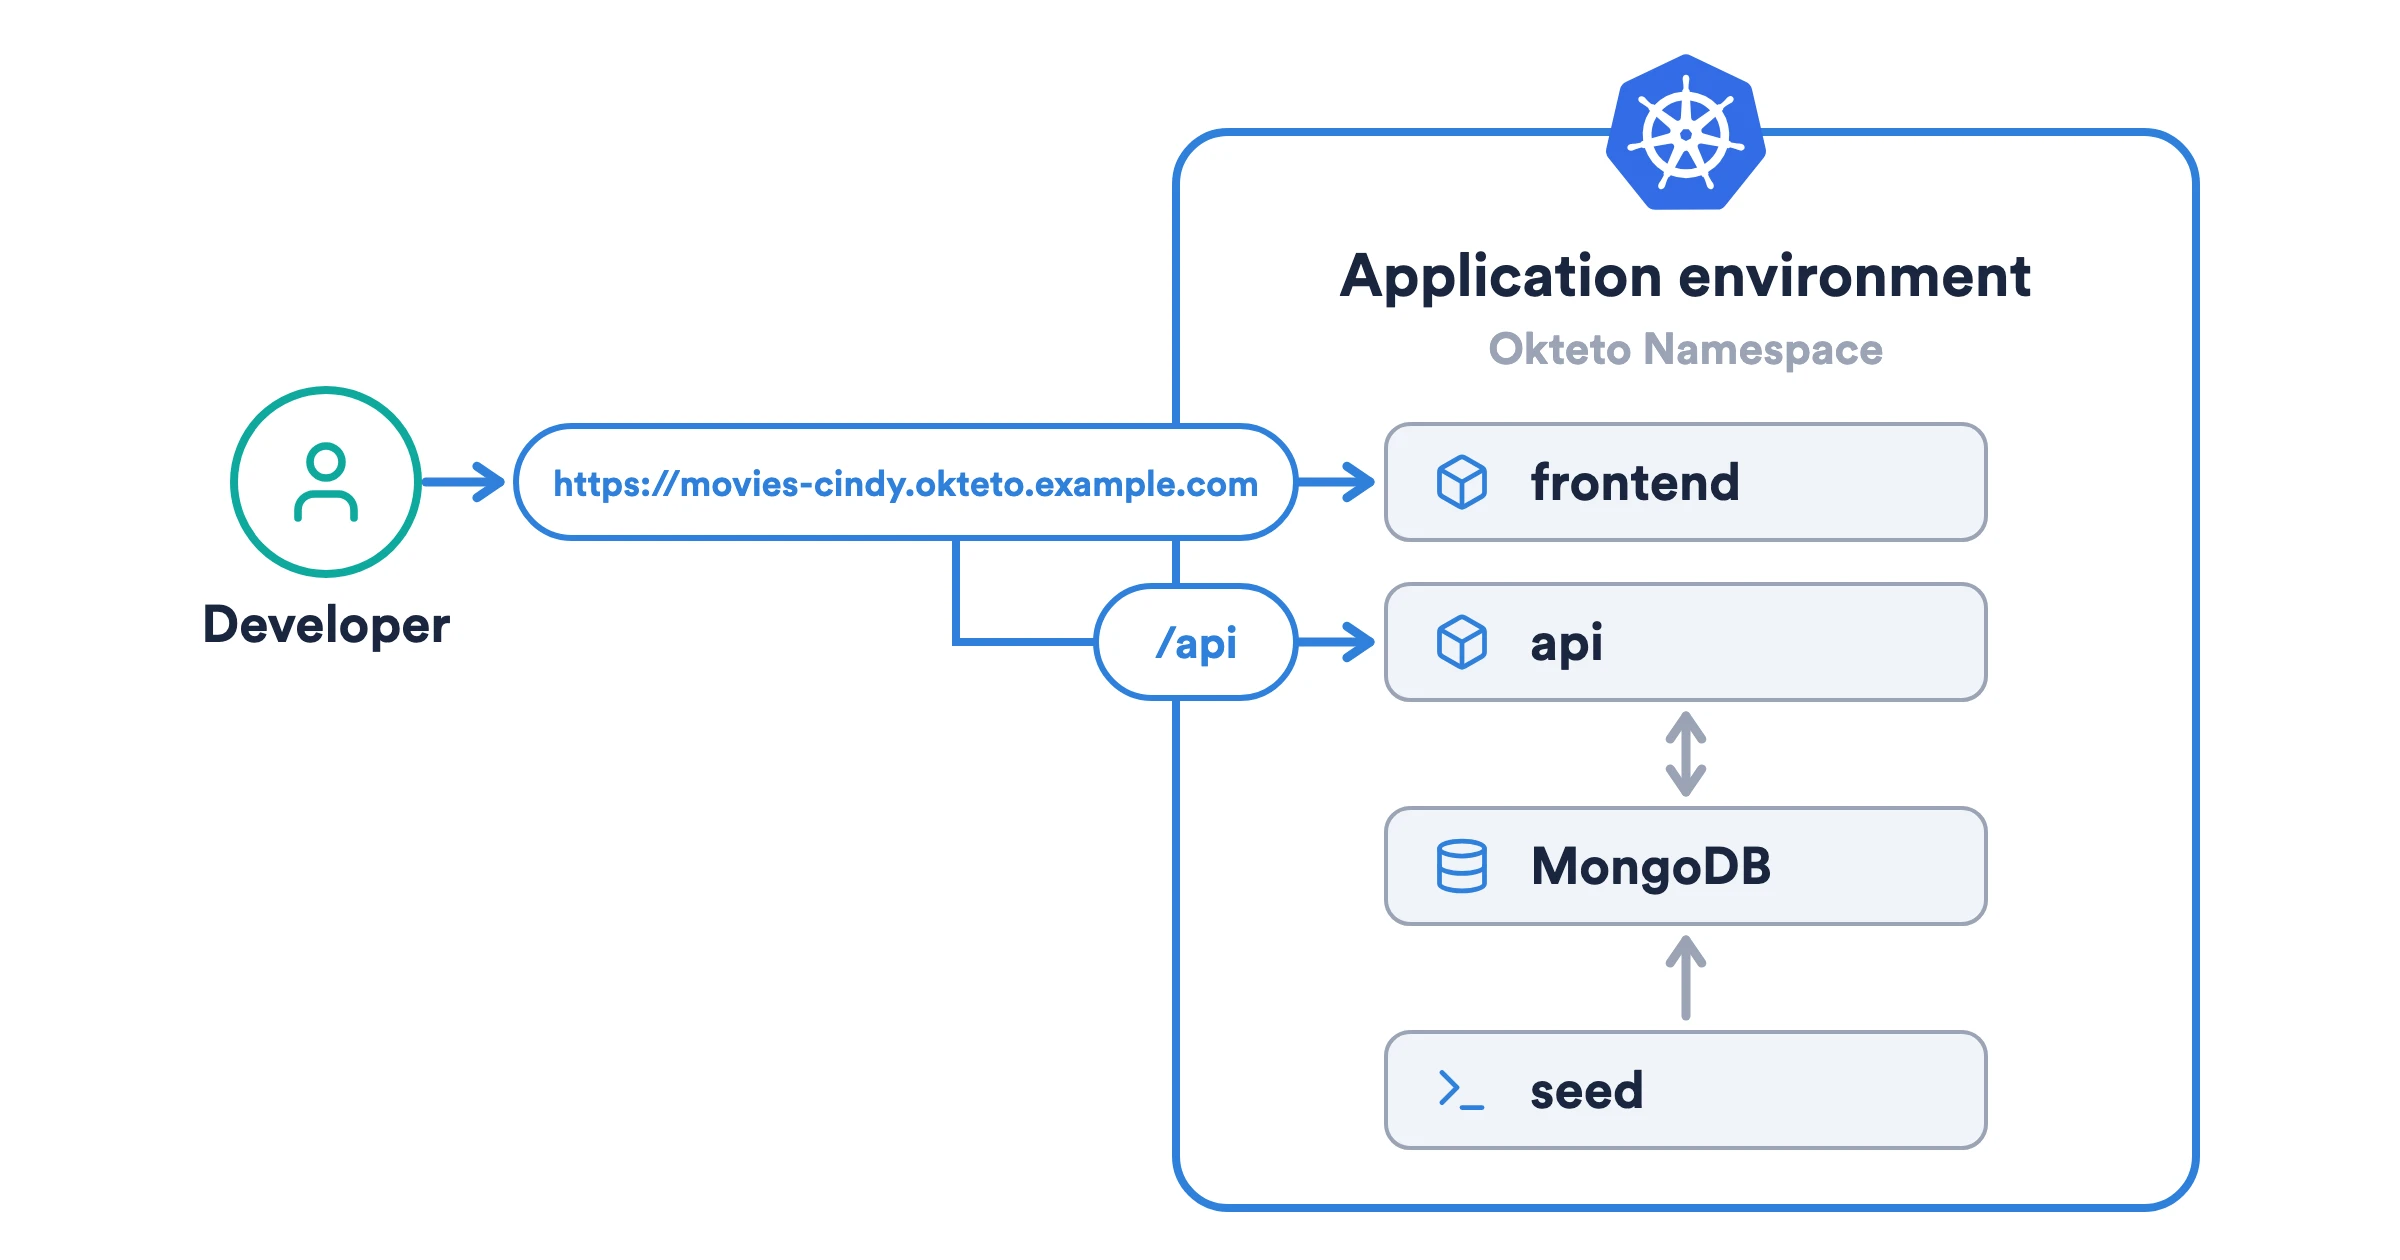 Application environment
Okteto Namespace
Developer
https://movies-cindy.okteto.example.com
frontend
/api
api
MongoDB
seed